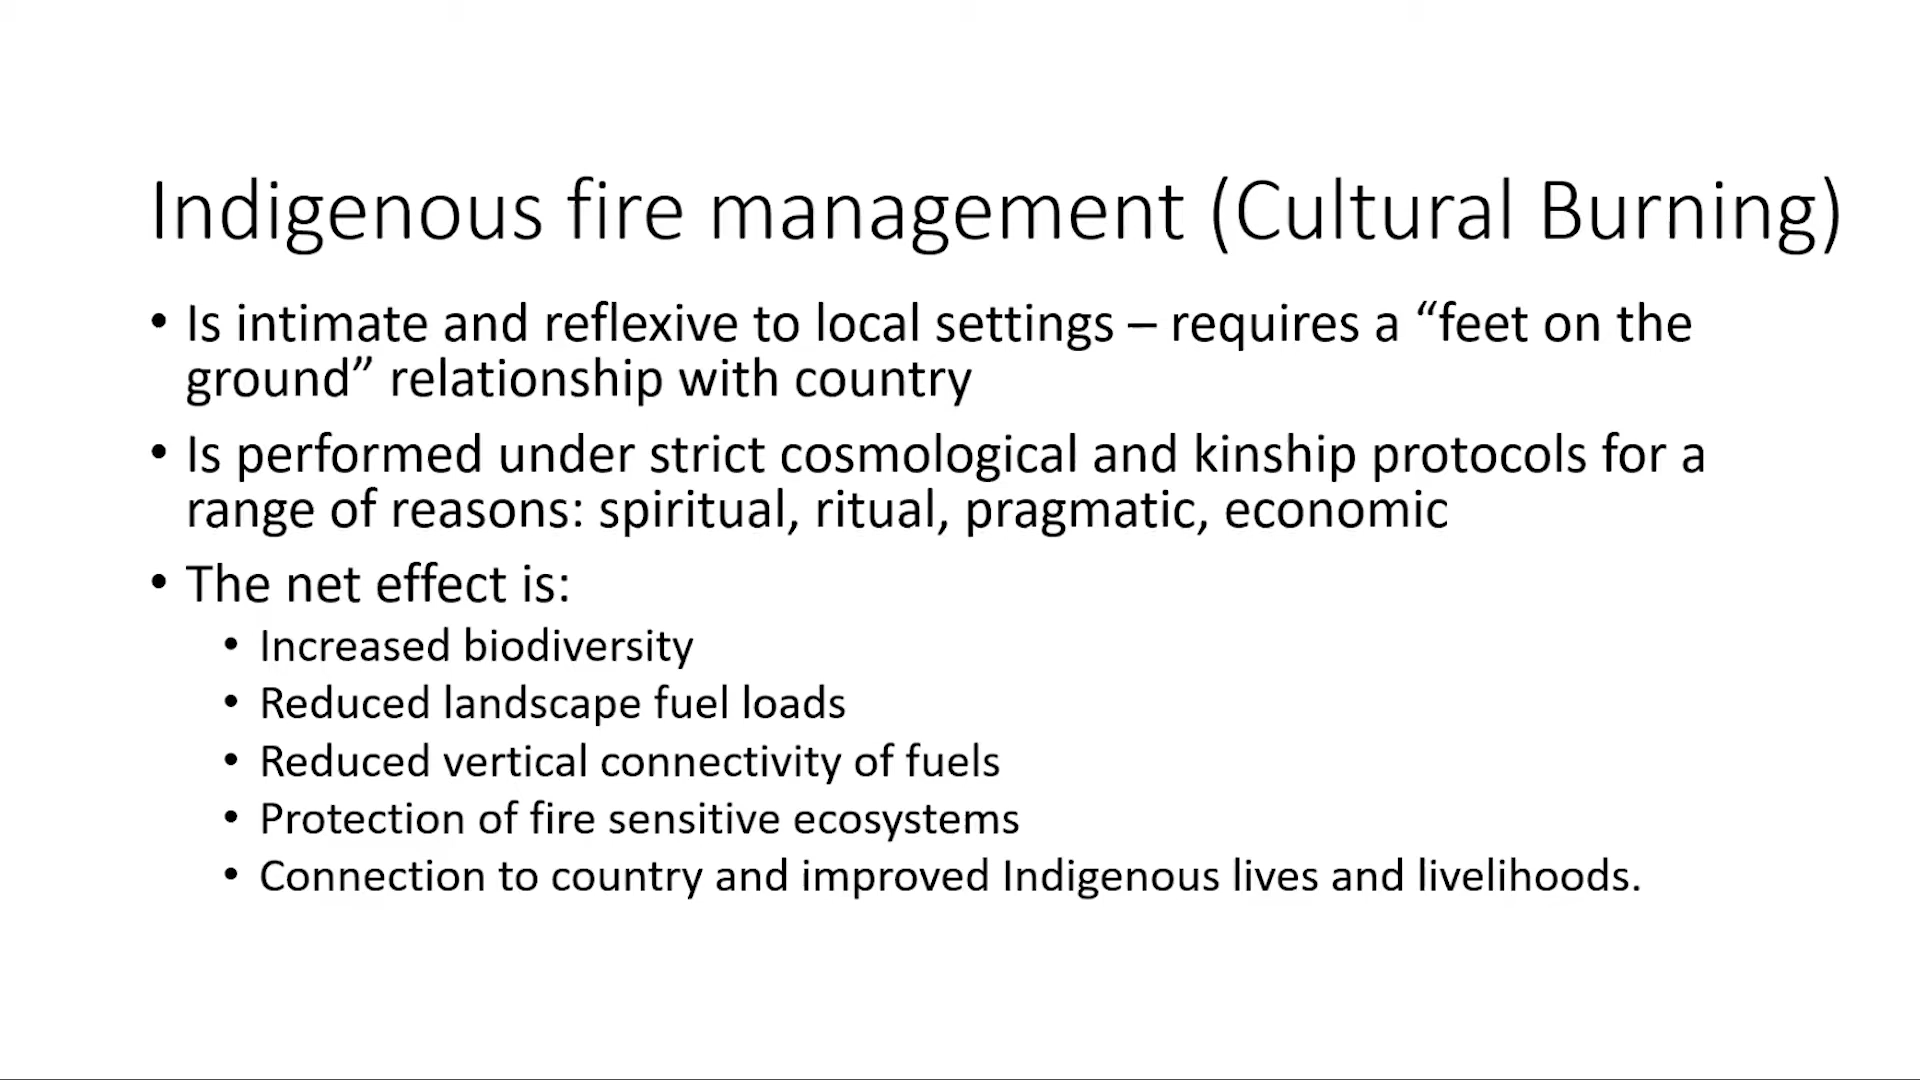 Indigenous fire management (Cultural Burning)
• Is intimate and reflexive to local settings – requires a “feet on the
ground” relationship with country
• Is performed under strict cosmological and kinship protocols for a
range of reasons: spiritual, ritual, pragmatic, economic
• The net effect is:
• Increased biodiversity
• Reduced landscape fuel loads
• Reduced vertical connectivity of fuels
• Protection of fire sensitive ecosystems
• Connection to country and improved Indigenous lives and livelihoods.